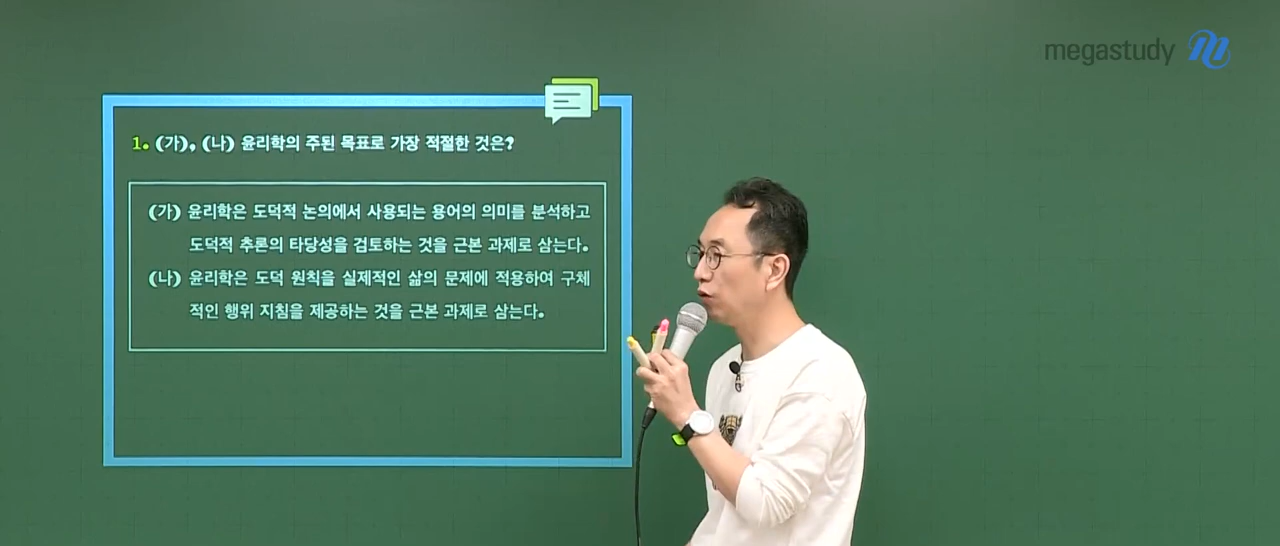 megastudy
1. (가), (나) 윤리학의 주된 목표로 가장 적절한 것은?
(가) 윤리학은 도덕적 논의에서 사용되는 용어의 의미를 분석하고
도덕적 추론의 타당성을 검토하는 것을 근본 과제로 삼는다.
(나) 윤리학은 도덕 원칙을 실제적인 삶의 문제에 적용하여 구체
적인 행위 지침을 제공하는 것을 근본 과제로 삼는다.